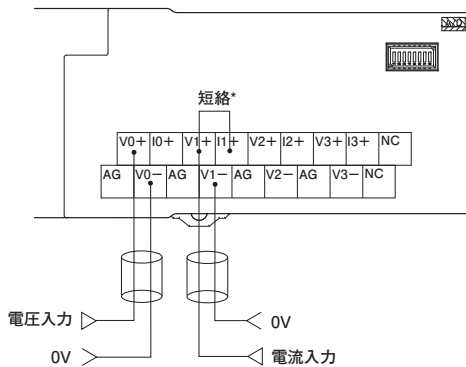 A/D
短絡*
V0+ I0+ V1+ I1+ V2+ I2+ V3+ I3+ NC
AG V0− AG V1− AG V2− AG V3− NC
電圧入力
0V
0V
電流入力